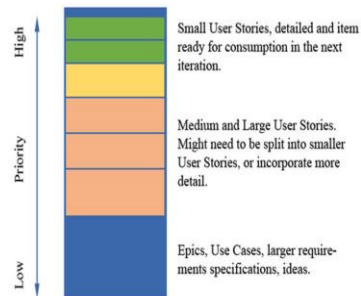 High
Priority
Low
Small User Stories, detailed and item
ready for consumption in the next
iteration.
Medium and Large User Stories.
Might need to be split into smaller
User Stories, or incorporate more
detail.
Epics, Use Cases, larger require-
ments specifications, ideas.